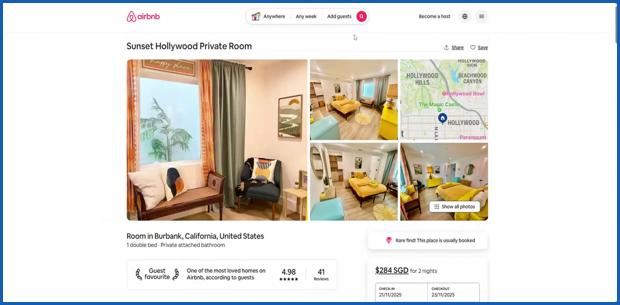 airbnb
Anywhere
Any week
Add guests
Become a host
Sunset Hollywood Private Room
Share
Save
happy place
HOLLYWOOD
HILLS
HOLLYWOOD
SIGN
BEACHWOOD
CANYON
Hollywood Bowl
The Magic Castle
HOLLYWOOD
Paramount
Show all photos
Room in Burbank, California, United States
1 double bed · Private attached bathroom
Rare find! This place is usually booked
Guest
favourite
One of the most loved homes on
Airbnb, according to guests
4.98
41
Reviews
$284 SGD for 2 nights
CHECK-IN
21/11/2025
CHECKOUT
23/11/2025